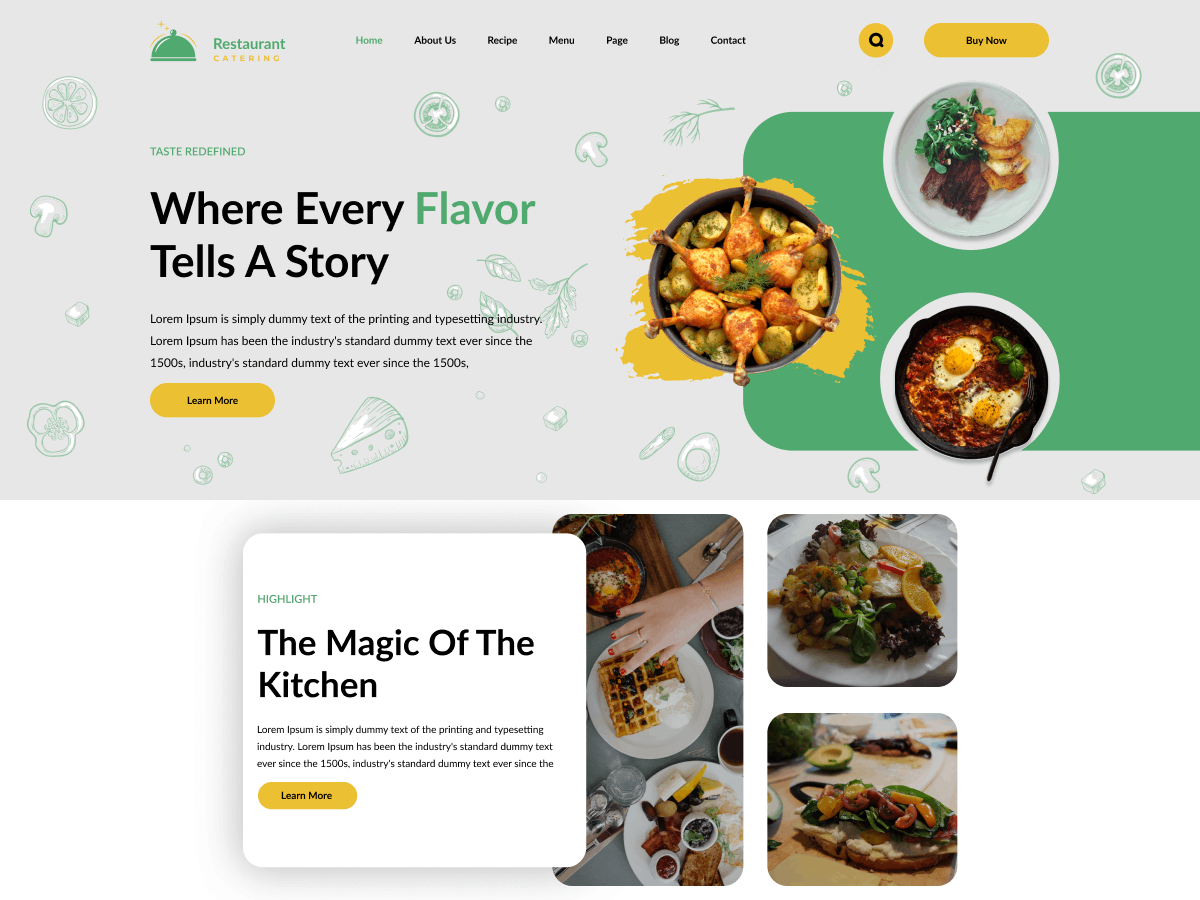 Restaurant
CATERING
Home
About Us
Recipe
Menu
Page
Blog
Contact
Buy Now
TASTE REDEFINED
Where Every Flavor
Tells A Story
Lorem Ipsum is simply dummy text of the printing and typesetting industry.
Lorem Ipsum has been the industry's standard dummy text ever since the
1500s, industry's standard dummy text ever since the 1500s,
Learn More
HIGHLIGHT
The Magic Of The
Kitchen
Lorem Ipsum is simply dummy text of the printing and typesetting
industry. Lorem Ipsum has been the industry's standard dummy text
ever since the 1500s, industry's standard dummy text ever since the
Learn More